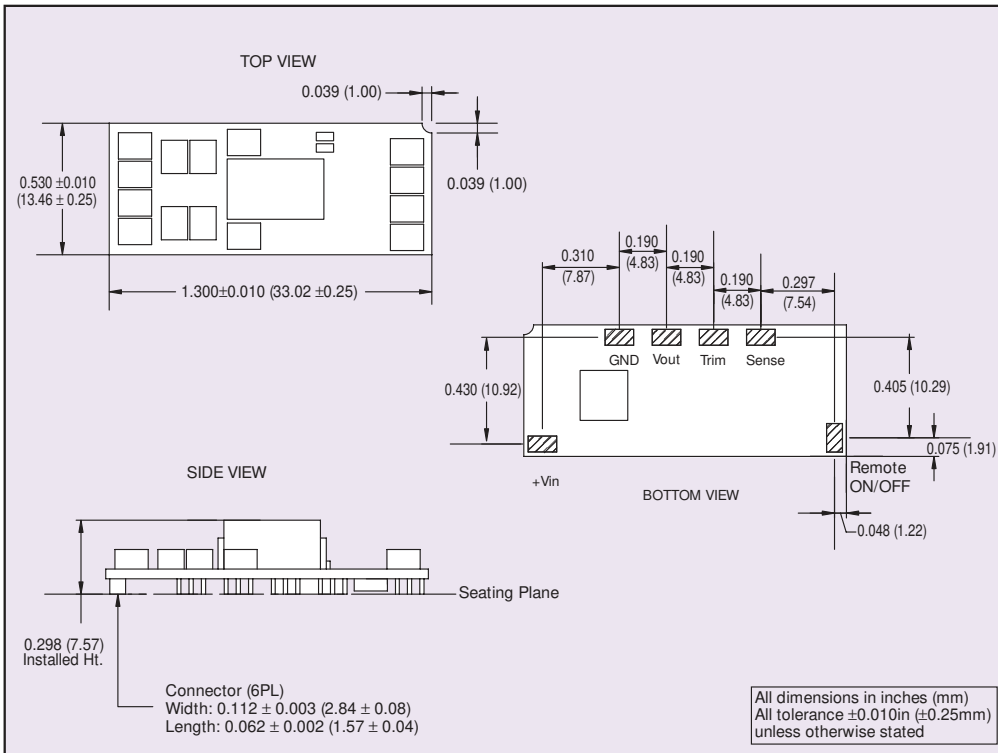 TOP VIEW
0.039 (1.00)
0.039 (1.00)
0.530 ±0.010
(13.46 ± 0.25)
1.300±0.010 (33.02 ±0.25)
0.310
(7.87)
0.190
(4.83)
0.190
(4.83)
0.190
(4.83)
0.297
(7.54)
GND
Vout
Trim
Sense
0.430 (10.92)
0.405 (10.29)
0.075 (1.91)
+Vin
Remote
ON/OFF
BOTTOM VIEW
0.048 (1.22)
SIDE VIEW
Seating Plane
0.298 (7.57)
Installed Ht.
Connector (6PL)
Width: 0.112 ± 0.003 (2.84 ± 0.08)
Length: 0.062 ± 0.002 (1.57 ± 0.04)
All dimensions in inches (mm)
All tolerance ±0.010in (±0.25mm)
unless otherwise stated